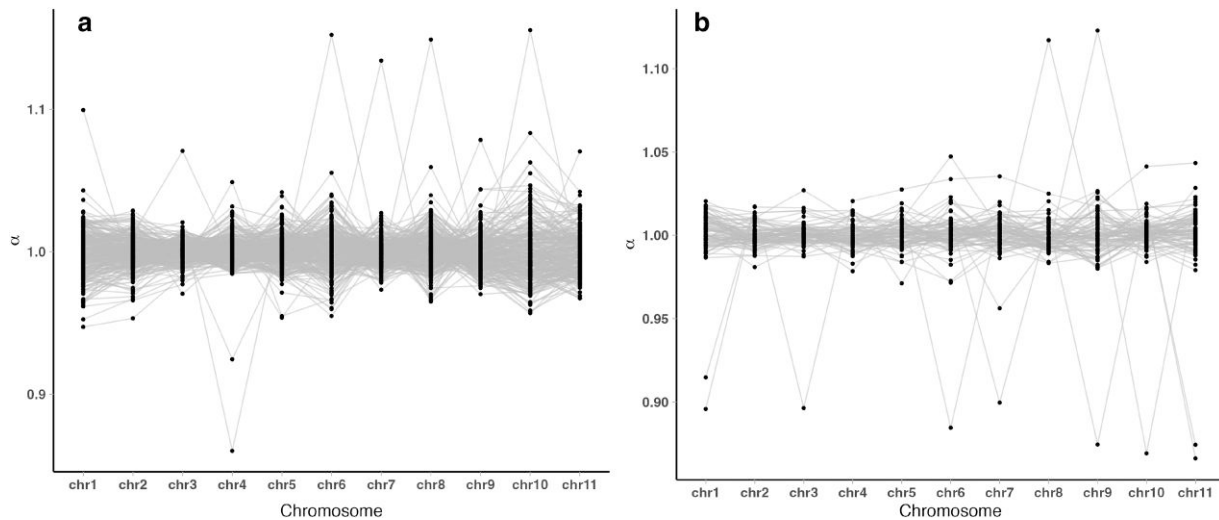 a
1.1
1.0
0.9
α
chr1 chr2 chr3 chr4 chr5 chr6 chr7 chr8 chr9 chr10 chr11
Chromosome
b
1.10
1.05
1.00
0.95
0.90
α
chr1 chr2 chr3 chr4 chr5 chr6 chr7 chr8 chr9 chr10 chr11
Chromosome